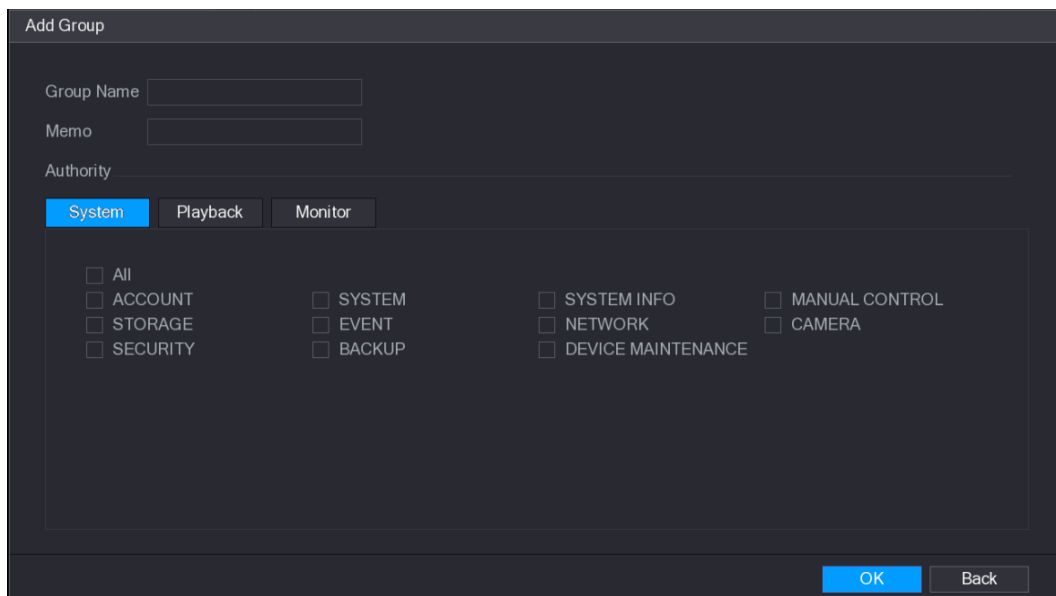 Add Group
Group Name
Memo
Authority
System Playback Monitor
All
ACCOUNT SYSTEM SYSTEM INFO MANUAL CONTROL
STORAGE EVENT NETWORK CAMERA
SECURITY BACKUP DEVICE MAINTENANCE
OK Back